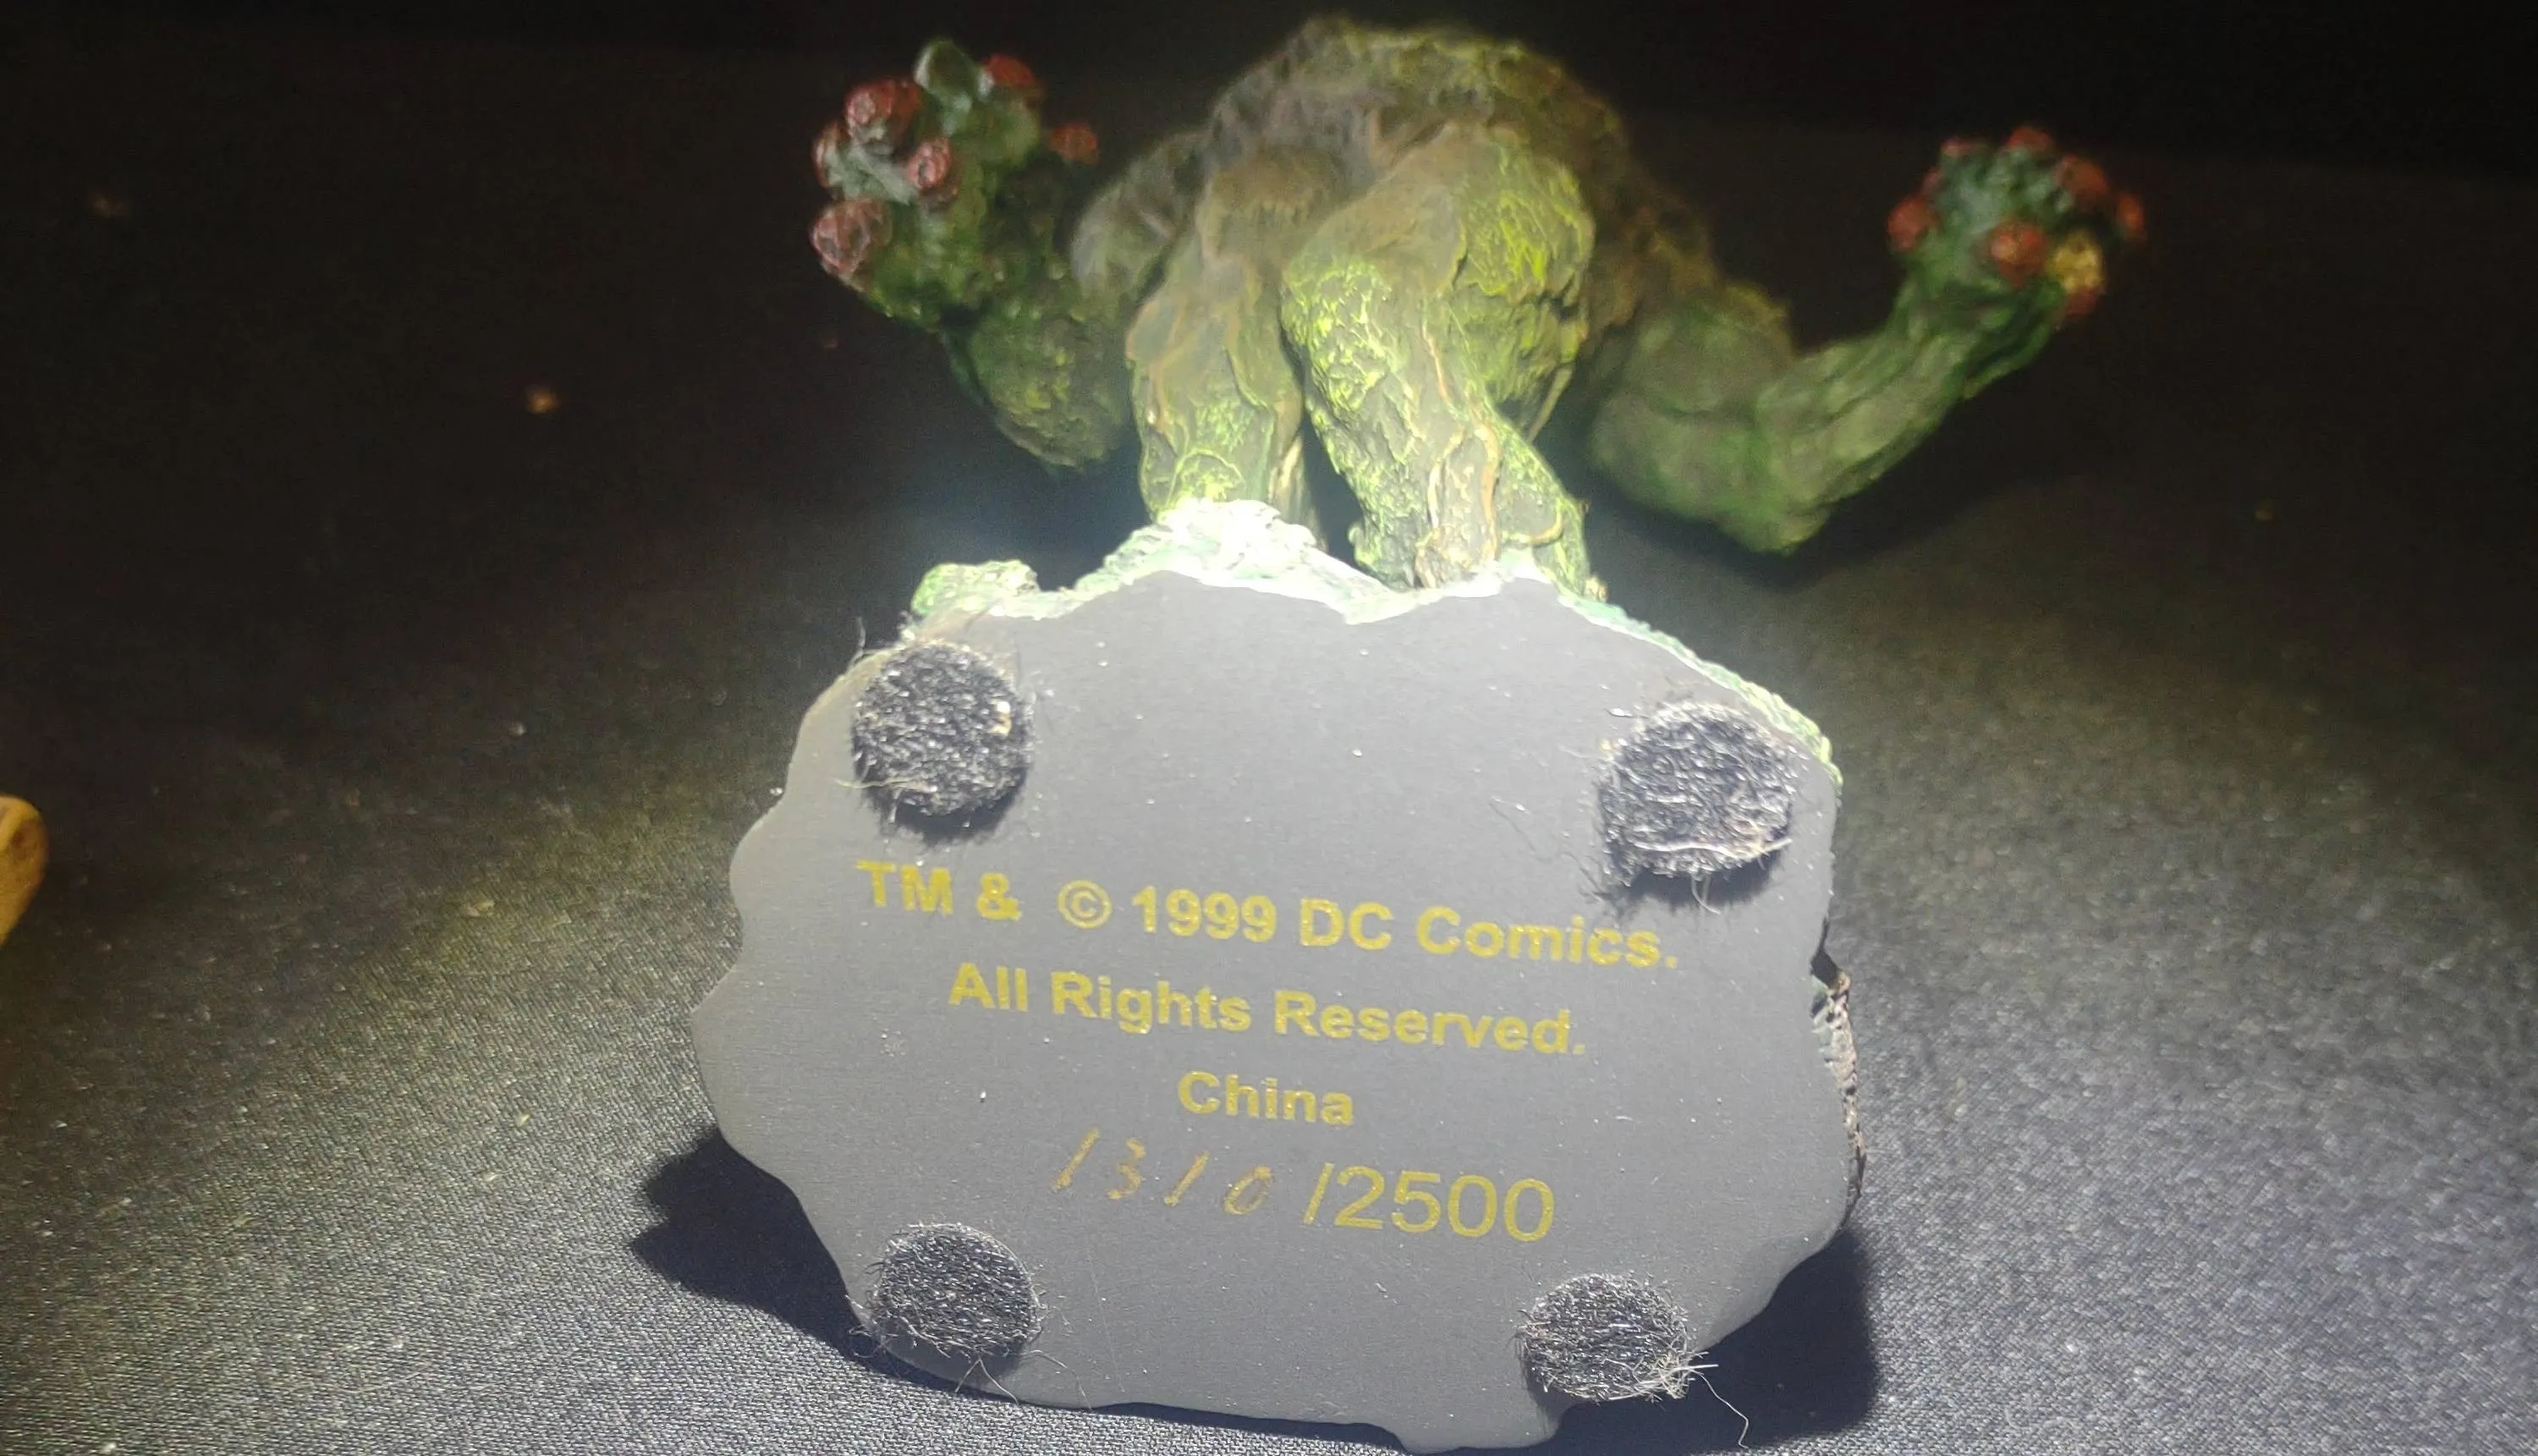 TM & © 1999 DC Comics.
All Rights Reserved.
China
1310 /2500